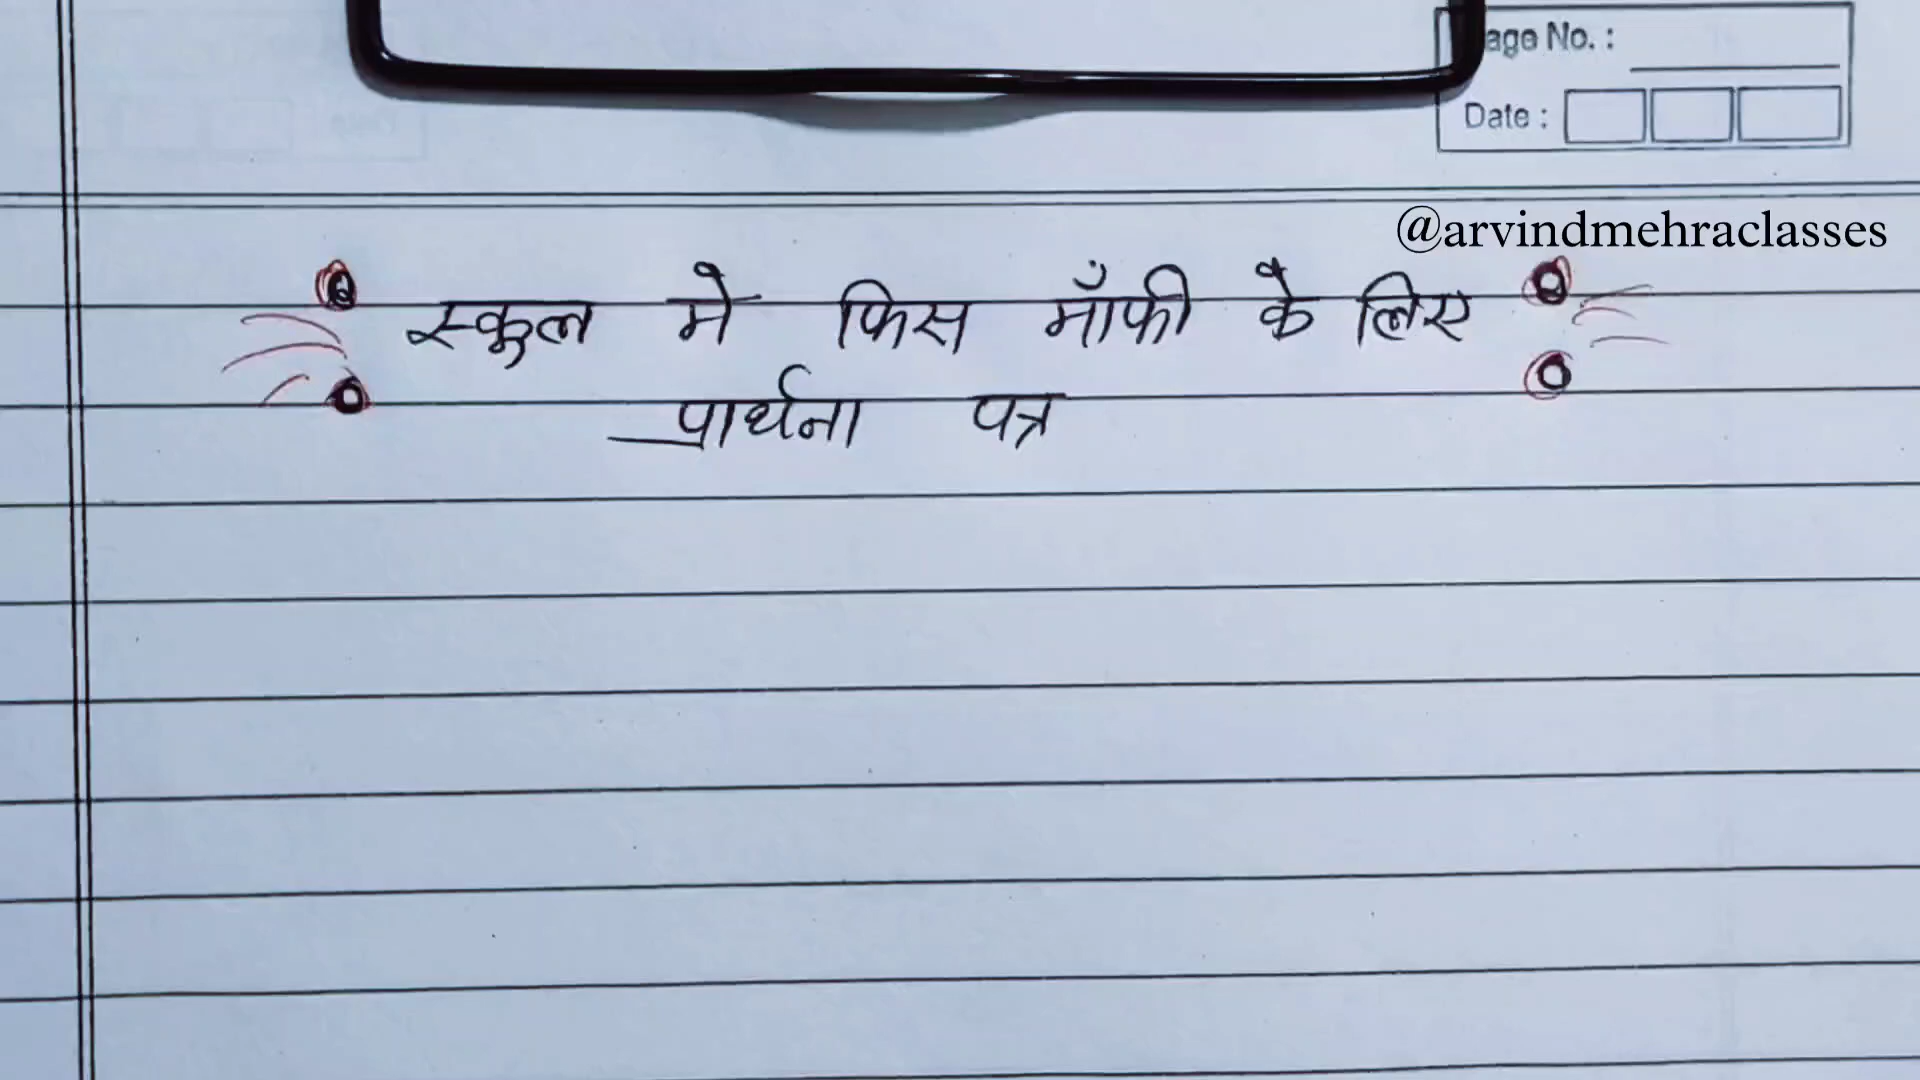 age No. :
Date :
@arvindmehraclasses
स्कुल मे फिस माँफी के लिए
प्रार्थना पत्र